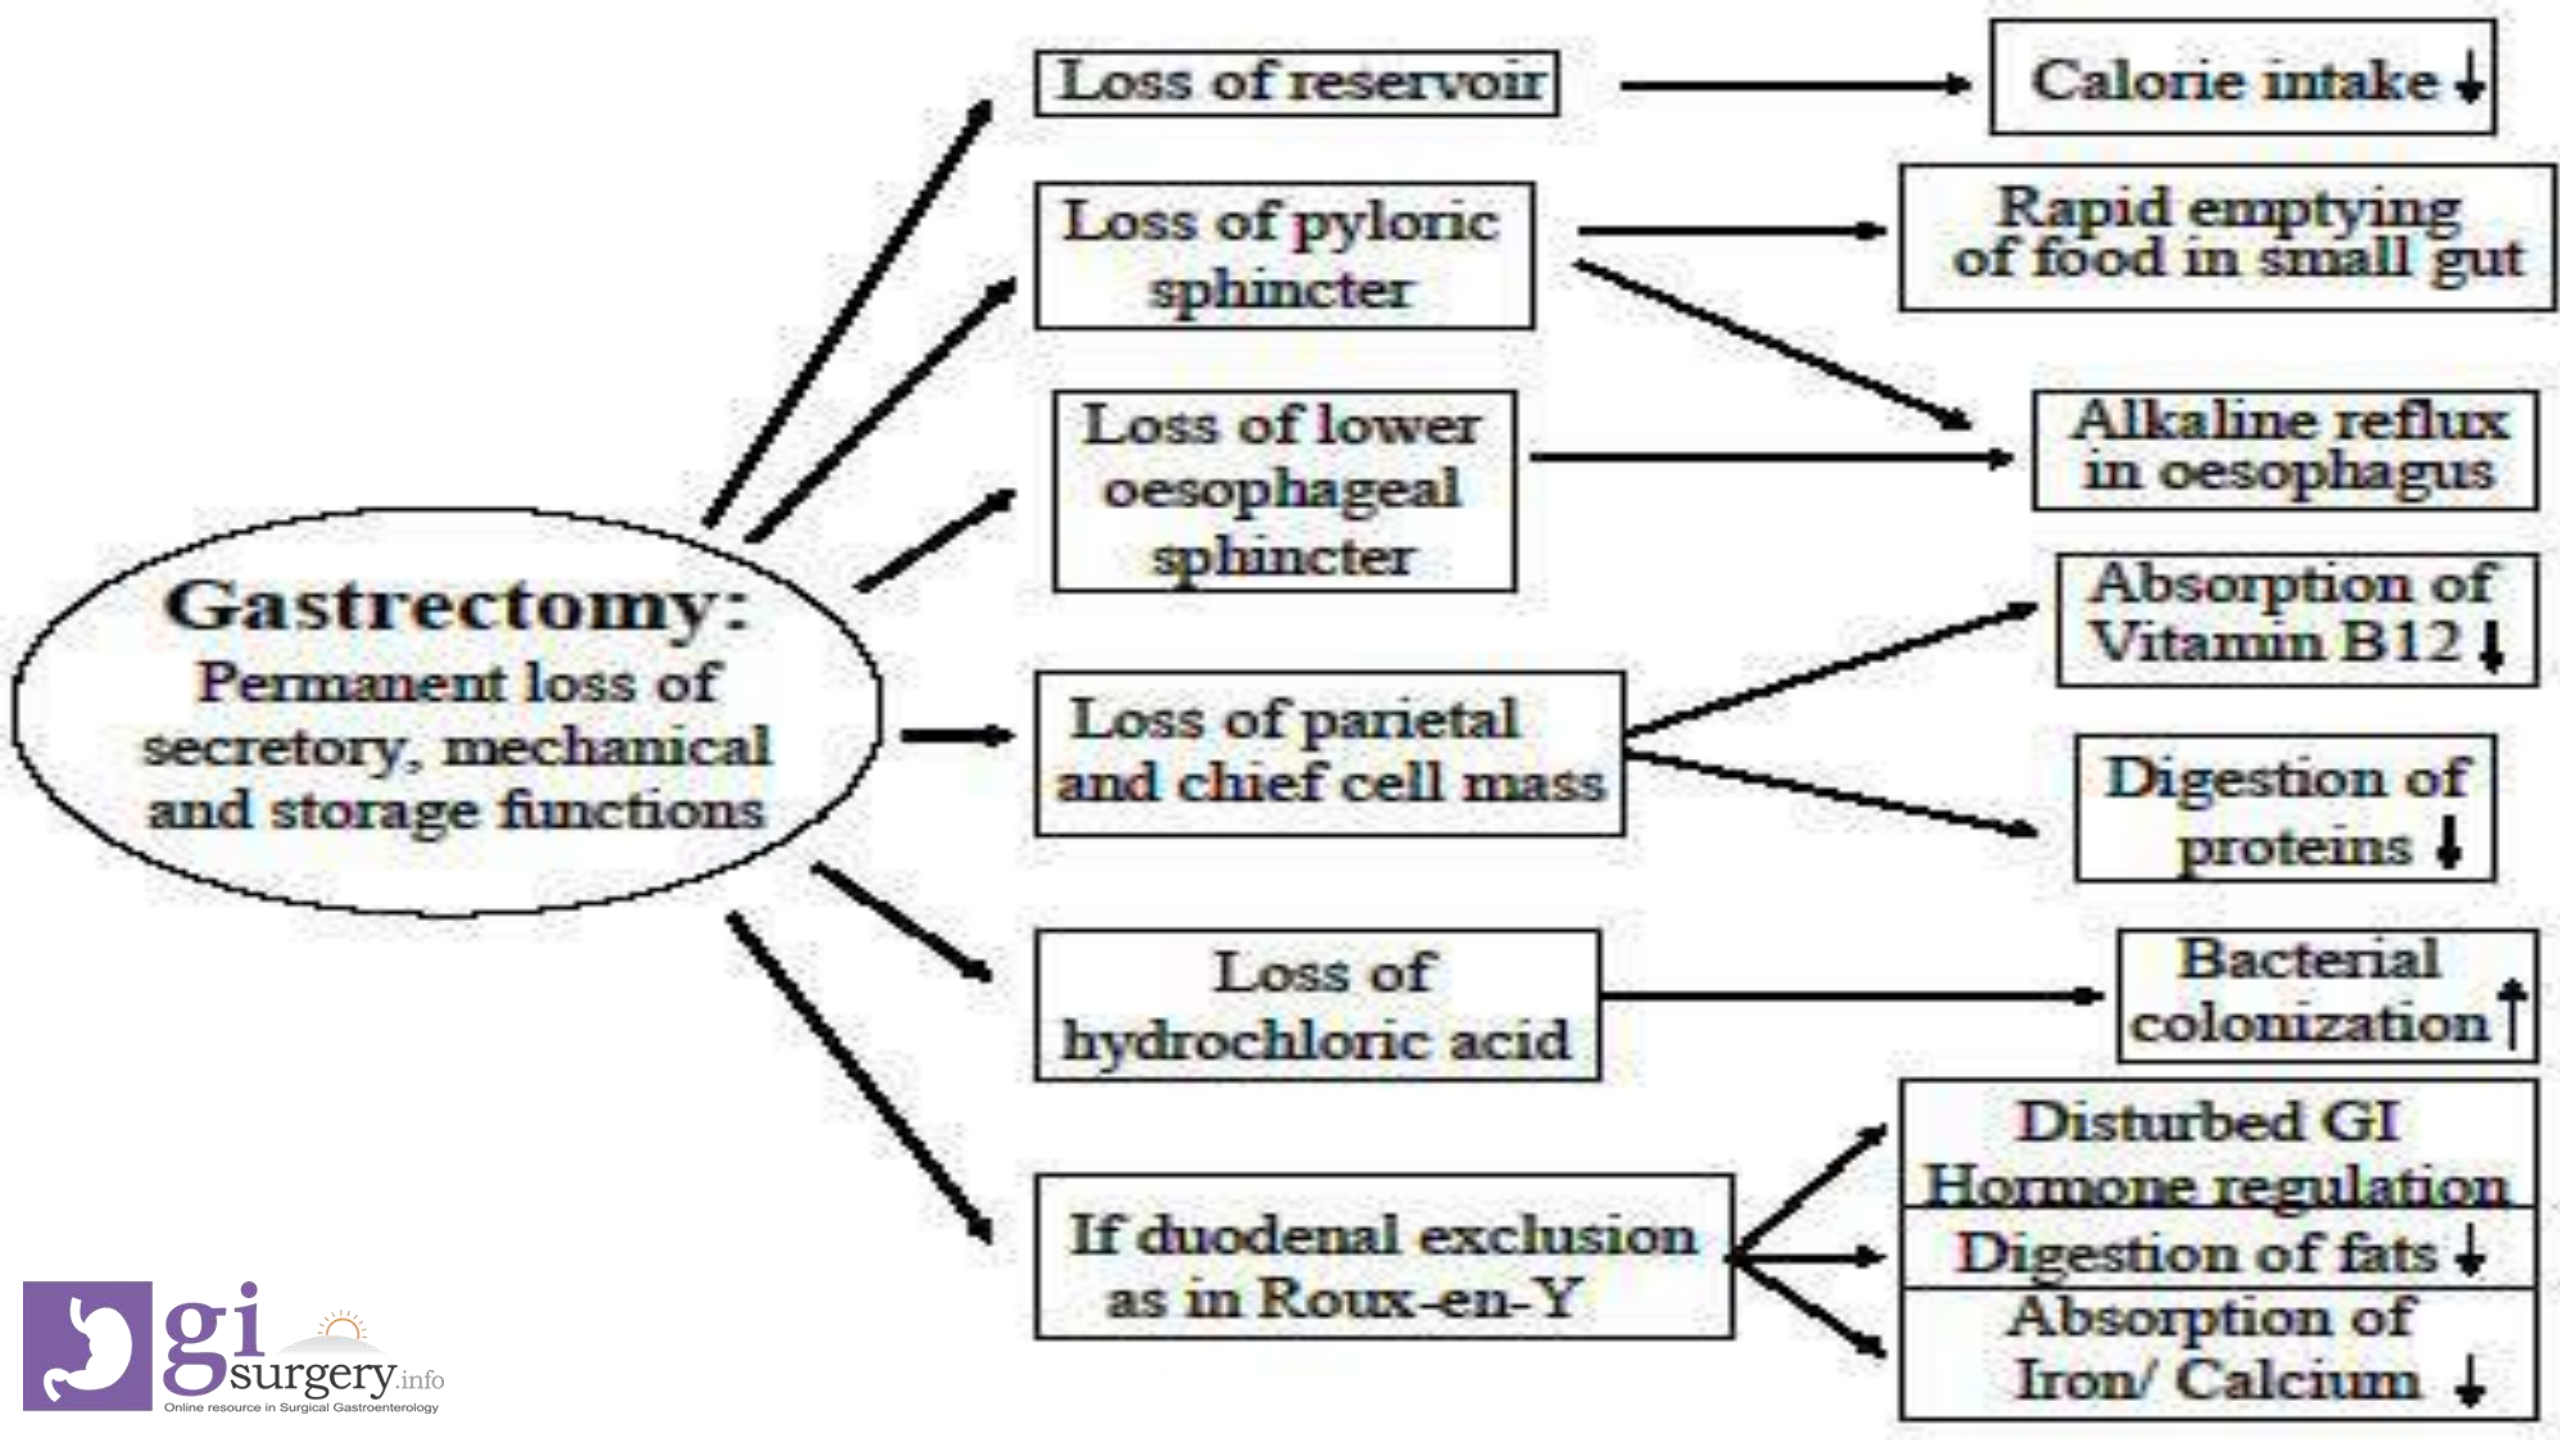 Loss of reservoir
Calorie intake ↓
Loss of pyloric
sphincter
Rapid emptying
of food in small gut
Loss of lower
oesophageal
sphincter
Alkaline reflux
in oesophagus
Gastrectomy:
Permanent loss of
secretory, mechanical
and storage functions
Absorption of
Vitamin B12 ↓
Loss of parietal
and chief cell mass
Digestion of
proteins ↓
Loss of
hydrochloric acid
Bacterial
colonization ↑
If duodenal exclusion
as in Roux-en-Y
Disturbed GI
Hormone regulation
Digestion of fats ↓
Absorption of
Iron/ Calcium ↓
gi
surgery.info
Online resource in Surgical Gastroenterology